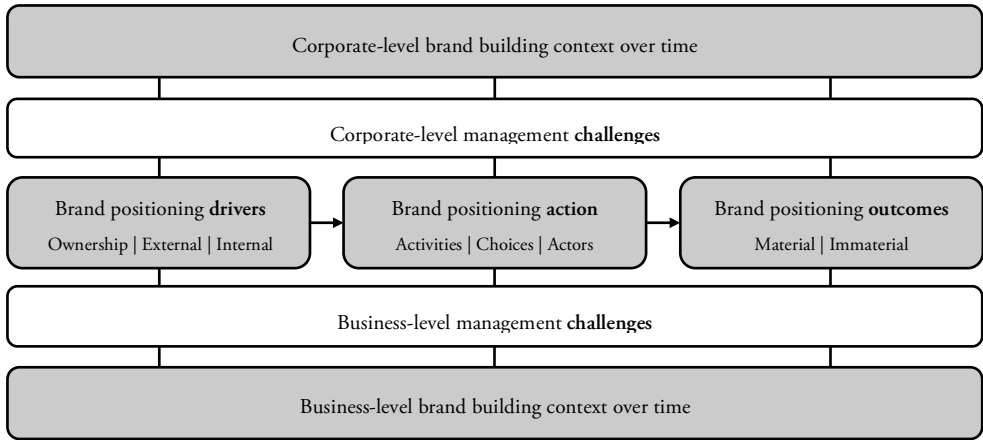 Corporate-level brand building context over time
Corporate-level management challenges
Brand positioning drivers
Ownership | External | Internal
Brand positioning action
Activities | Choices | Actors
Brand positioning outcomes
Material | Immaterial
Business-level management challenges
Business-level brand building context over time